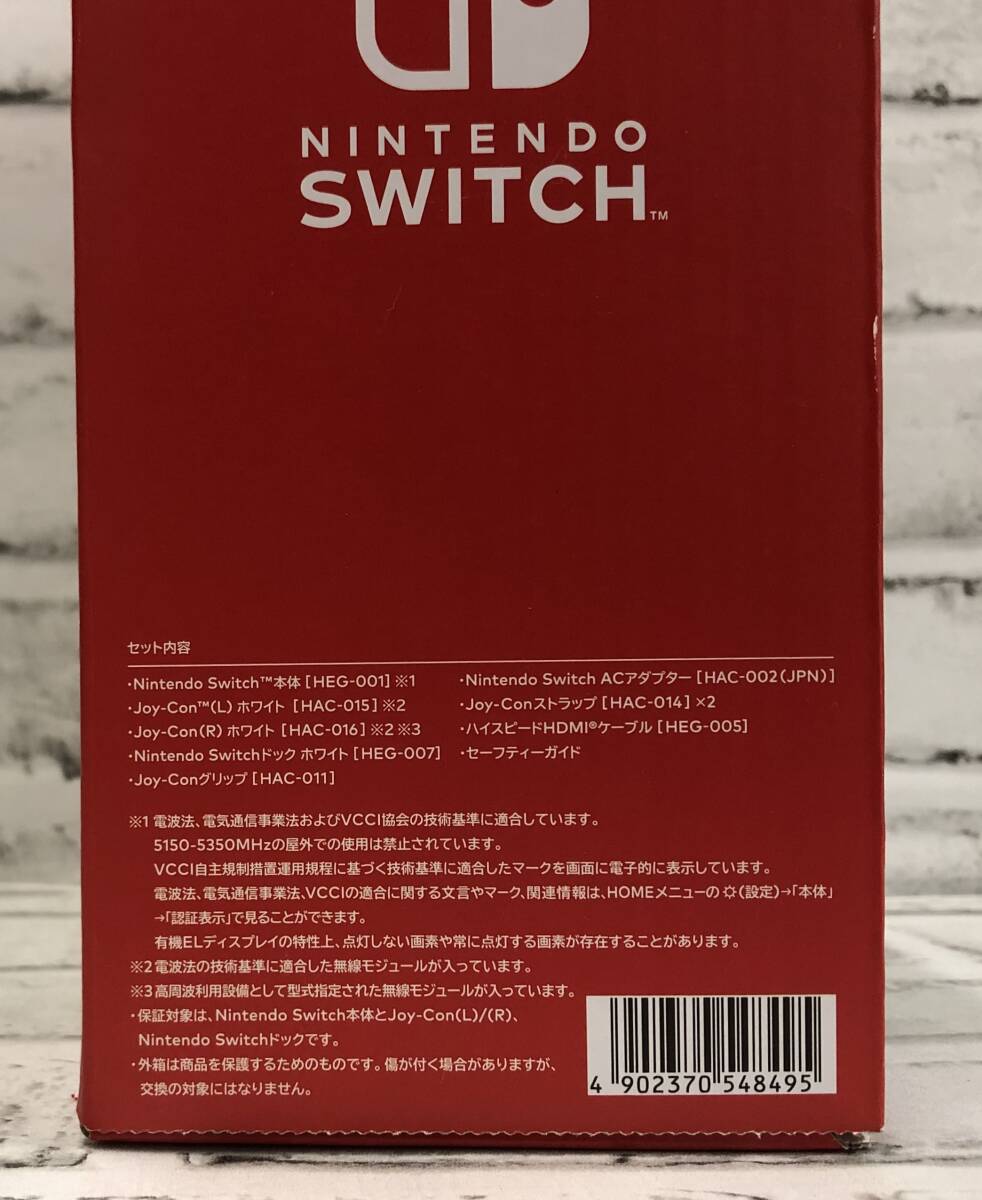 NINTENDO
SWITCH™
セット内容
・Nintendo Switch™本体［HEG-001］※1
・Joy-Con™(L) ホワイト［HAC-015］※2
・Joy-Con(R) ホワイト［HAC-016］※2 ※3
・Nintendo Switchドック ホワイト［HEG-007］
・Joy-Conグリップ［HAC-011］
・Nintendo Switch ACアダプター［HAC-002(JPN)］
・Joy-Conストラップ［HAC-014］×2
・ハイスピードHDMI®ケーブル［HEG-005］
・セーフティーガイド
※1 電波法、電気通信事業法およびVCCI協会の技術基準に適合しています。
5150-5350MHzの屋外での使用は禁止されています。
VCCI自主規制措置運用規程に基づく技術基準に適合したマークを画面に電子的に表示しています。
電波法、電気通信事業法、VCCIの適合に関する文言やマーク、関連情報は、HOMEメニューの(設定)→「本体」
→「認証表示」で見ることができます。
有機ELディスプレイの特性上、点灯しない画素や常に点灯する画素が存在することがあります。
※2 電波法の技術基準に適合した無線モジュールが入っています。
※3 高周波利用設備として型式指定された無線モジュールが入っています。
・保証対象は、Nintendo Switch本体とJoy-Con(L)/(R)、
Nintendo Switchドックです。
・外箱は商品を保護するためのものです。傷が付く場合がありますが、
交換の対象にはなりません。
4 902370 548495